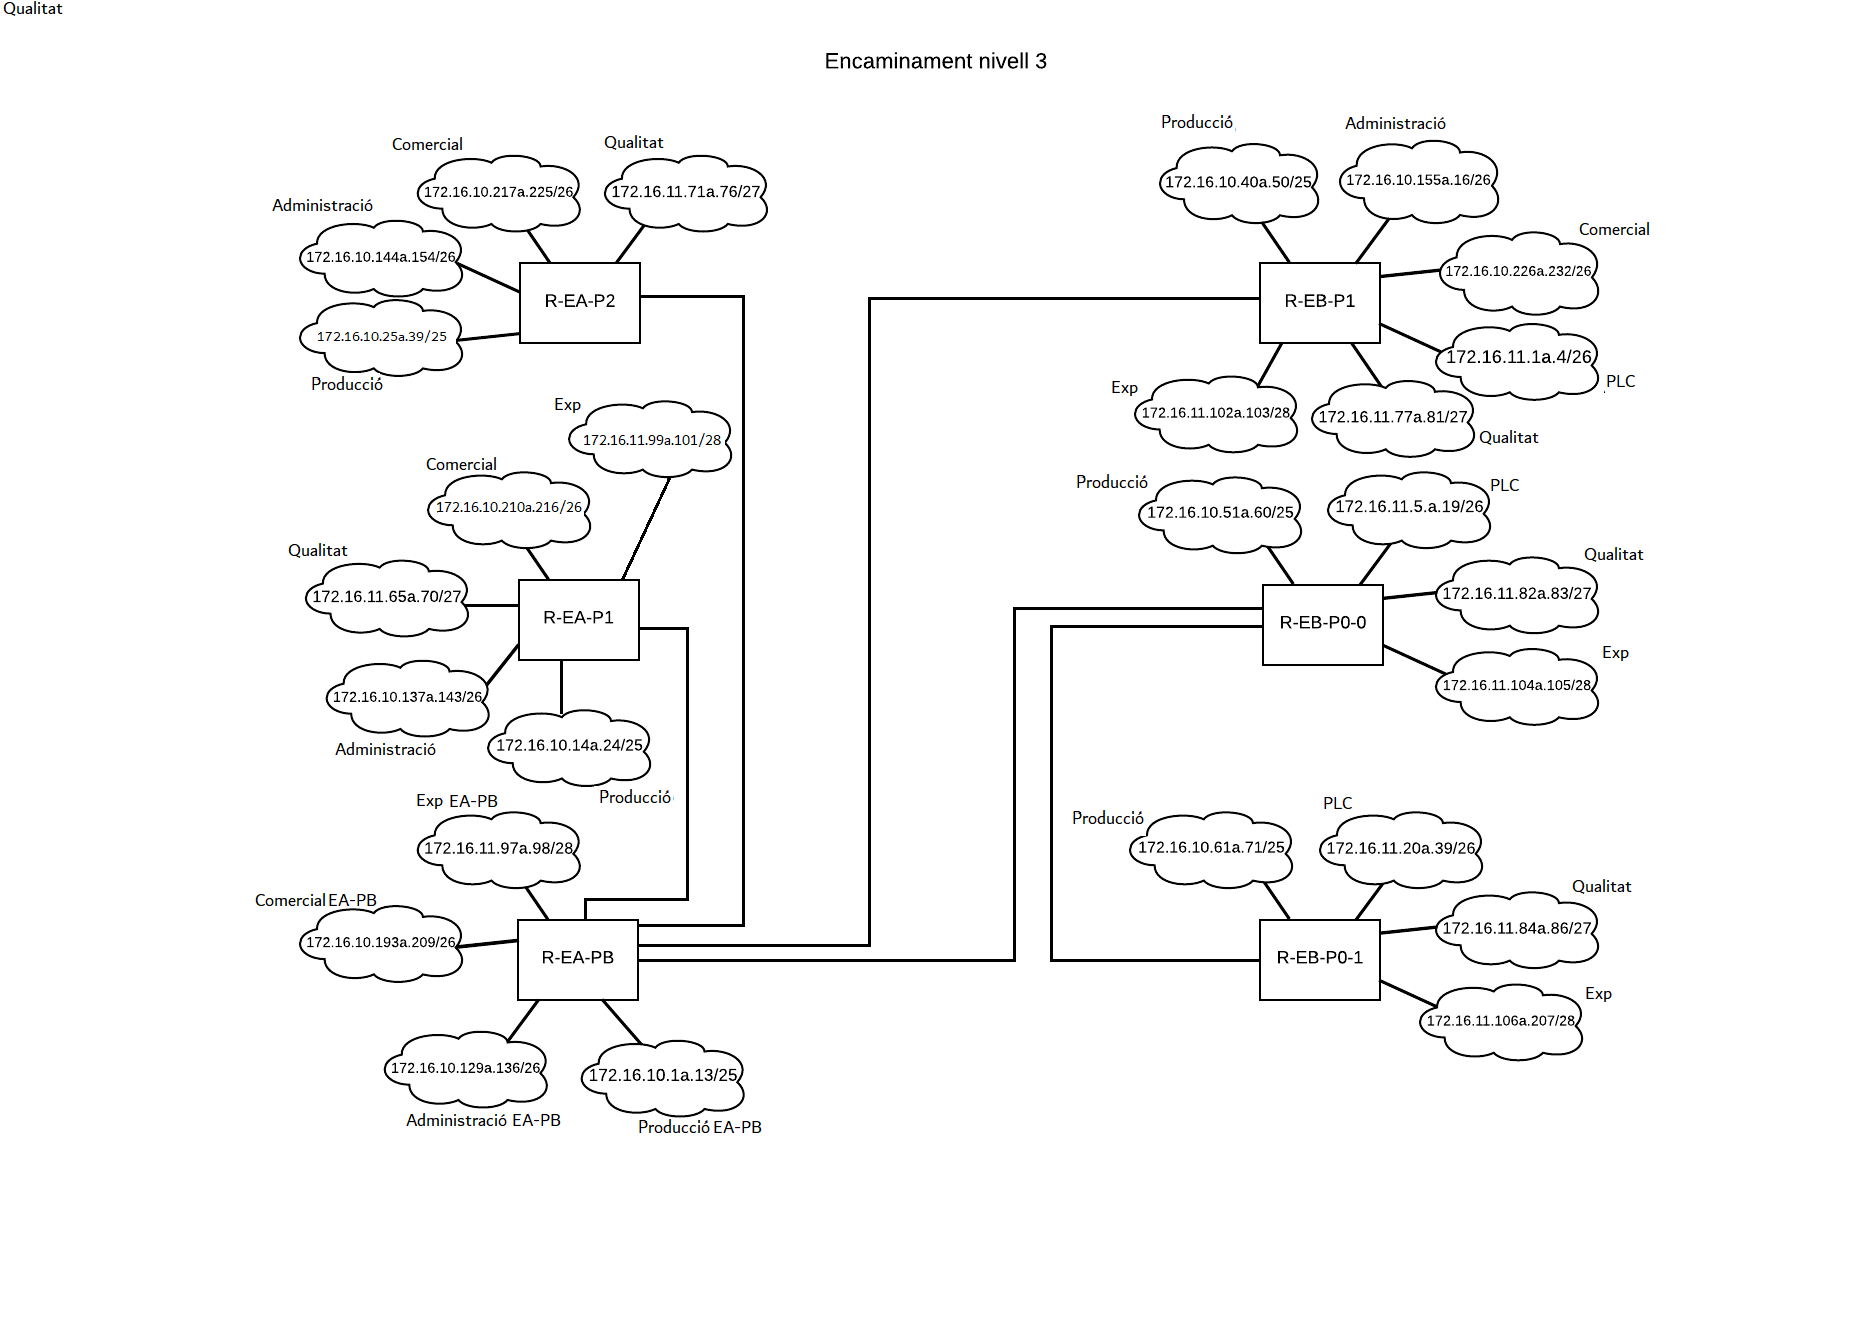 Qualitat
Encaminament nivell 3
Comercial
Qualitat
172.16.10.217a.225/26
172.16.11.71a.76/27
Administració
172.16.10.144a.154/26
R-EA-P2
172.16.10.25a.39/25
Producció
Exp
172.16.11.99a.101/28
Comercial
172.16.10.210a.216/26
Qualitat
172.16.11.65a.70/27
R-EA-P1
172.16.10.137a.143/26
Administració
172.16.10.14a.24/25
Producció
Exp EA-PB
172.16.11.97a.98/28
Comercial EA-PB
172.16.10.193a.209/26
R-EA-PB
172.16.10.129a.136/26
172.16.10.1a.13/25
Administració EA-PB
Producció EA-PB
Producció
Administració
172.16.10.40a.50/25
172.16.10.155a.16/26
Comercial
172.16.10.226a.232/26
R-EB-P1
172.16.11.1a.4/26
PLC
Exp
172.16.11.102a.103/28
172.16.11.77a.81/27
Qualitat
Producció
PLC
172.16.10.51a.60/25
172.16.11.5.a.19/26
Qualitat
172.16.11.82a.83/27
R-EB-P0-0
Exp
172.16.11.104a.105/28
Producció
PLC
172.16.10.61a.71/25
172.16.11.20a.39/26
Qualitat
172.16.11.84a.86/27
R-EB-P0-1
Exp
172.16.11.106a.207/28